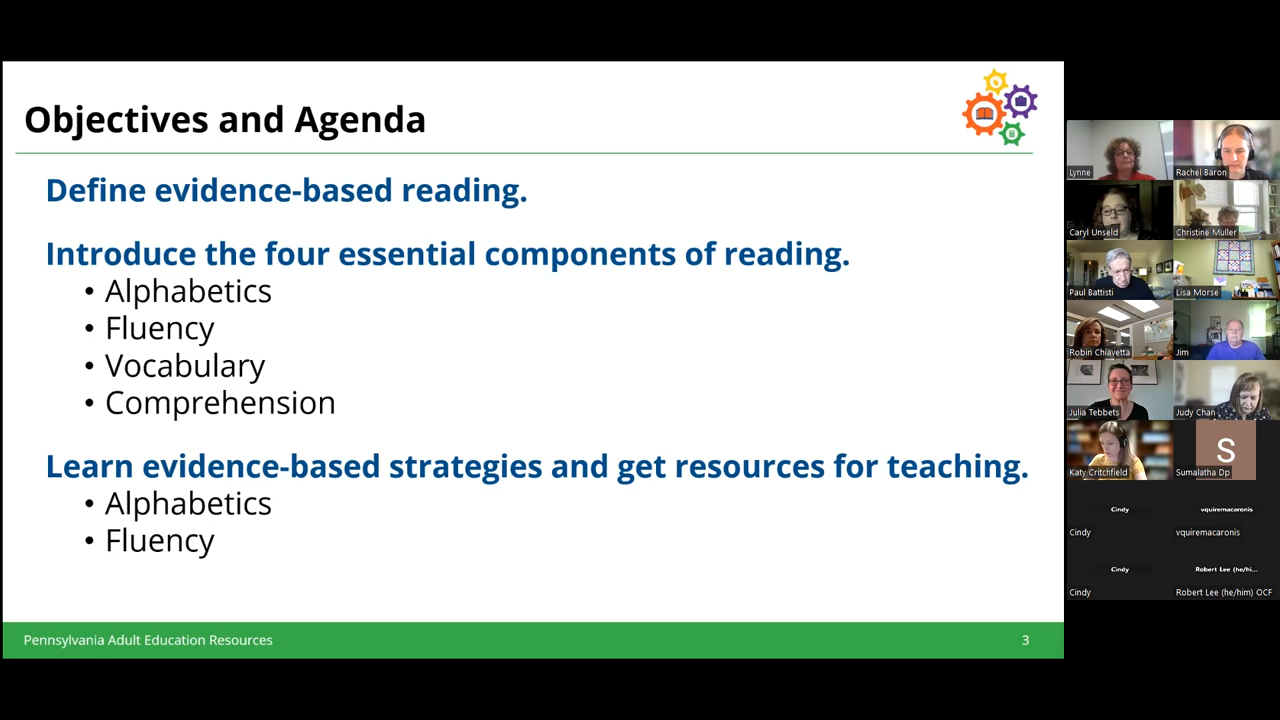 Objectives and Agenda
Define evidence-based reading.
Introduce the four essential components of reading.
• Alphabetics
• Fluency
• Vocabulary
• Comprehension
Learn evidence-based strategies and get resources for teaching.
• Alphabetics
• Fluency
Pennsylvania Adult Education Resources
3
Lynne
Rachel Baron
Caryl Unseld
Christine Muller
Paul Battisti
Lisa Morse
Robin Chiavetta
Jim
Julia Tebbets
Judy Chan
Katy Critchfield
S
Sumalatha Dp
Cindy
vquiremacaronis
Cindy
vquiremacaronis
Cindy
Robert Lee (he/hi...
Cindy
Robert Lee (he/him) OCF